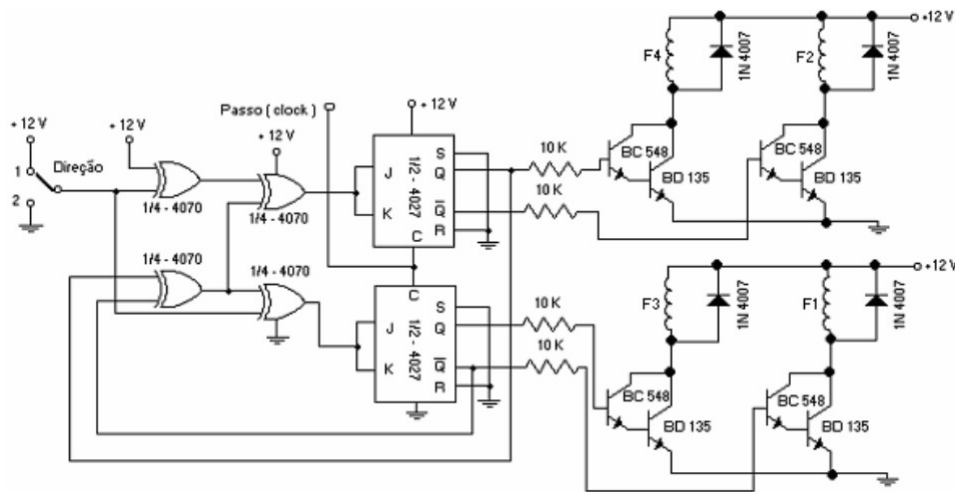 +12 V
F4
1N 4007
F2
1N 4007
Passo ( clock )
+ 12 V
+ 12 V
+ 12 V
+ 12 V
1
Direção
2
1/4 - 4070
1/4 - 4070
J
K
1/2 - 4027
S
Q
Q
R
C
10 K
10 K
BC 548
BD 135
BC 548
BD 135
1/4 - 4070
1/4 - 4070
C
J
K
1/2 - 4027
S
Q
Q
R
10 K
10 K
+12 V
F3
1N 4007
F1
1N 4007
BC 548
BD 135
BC 548
BD 135